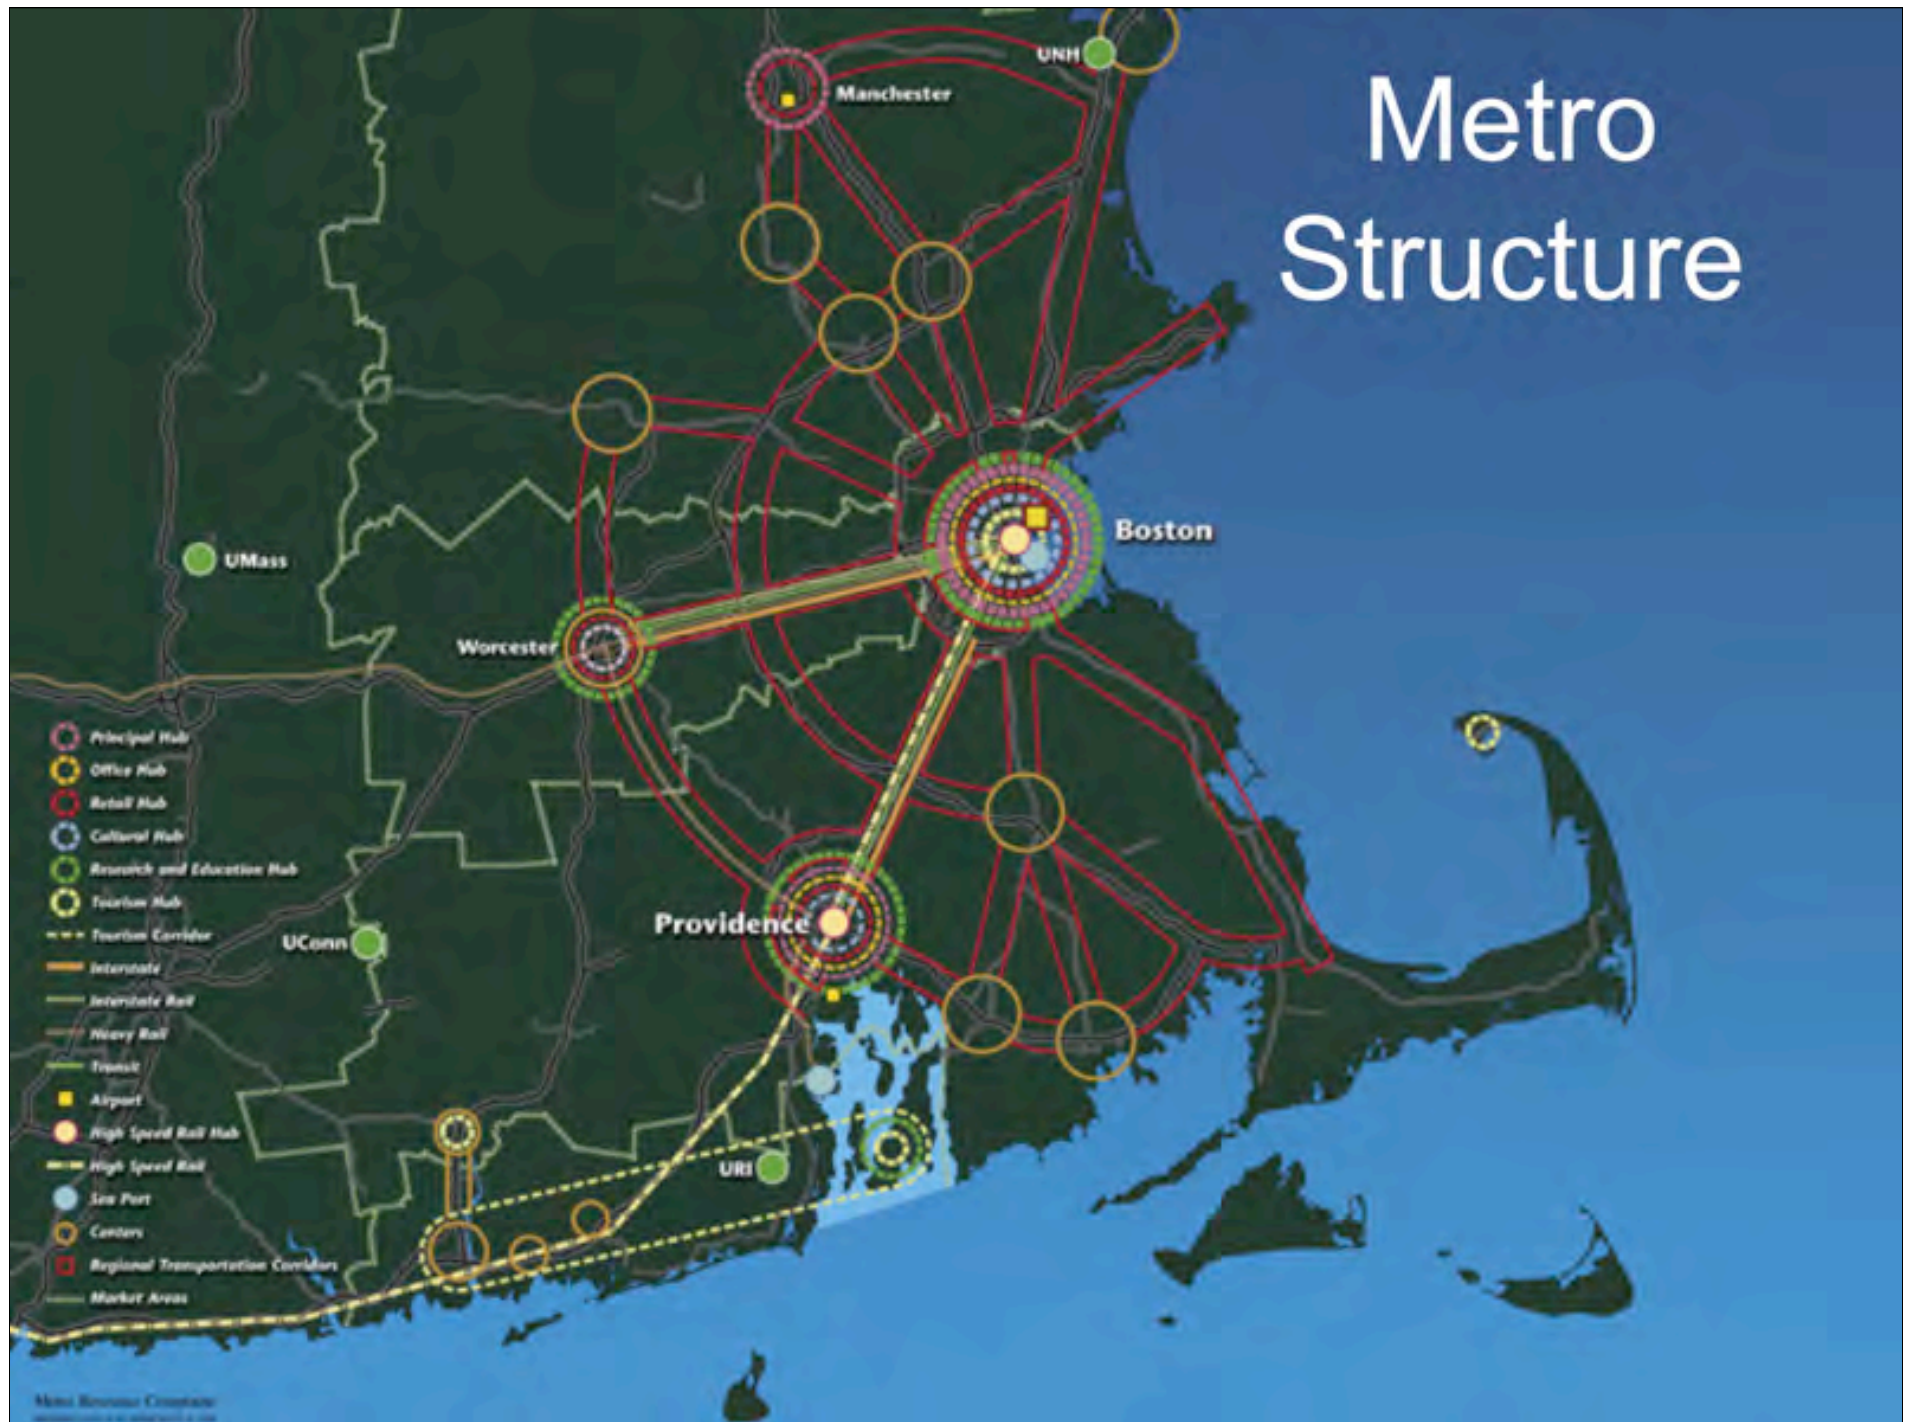 Metro
Structure
UNH
Manchester
Boston
UMass
Worcester
Providence
UConn
URI
Principal Hub
Office Hub
Retail Hub
Cultural Hub
Research and Education Hub
Tourism Hub
Tourism Corridor
Interstate
Interstate Rail
Heavy Rail
Transit
Airport
High Speed Rail Hub
High Speed Rail
Sea Port
Centers
Regional Transportation Corridors
Market Areas